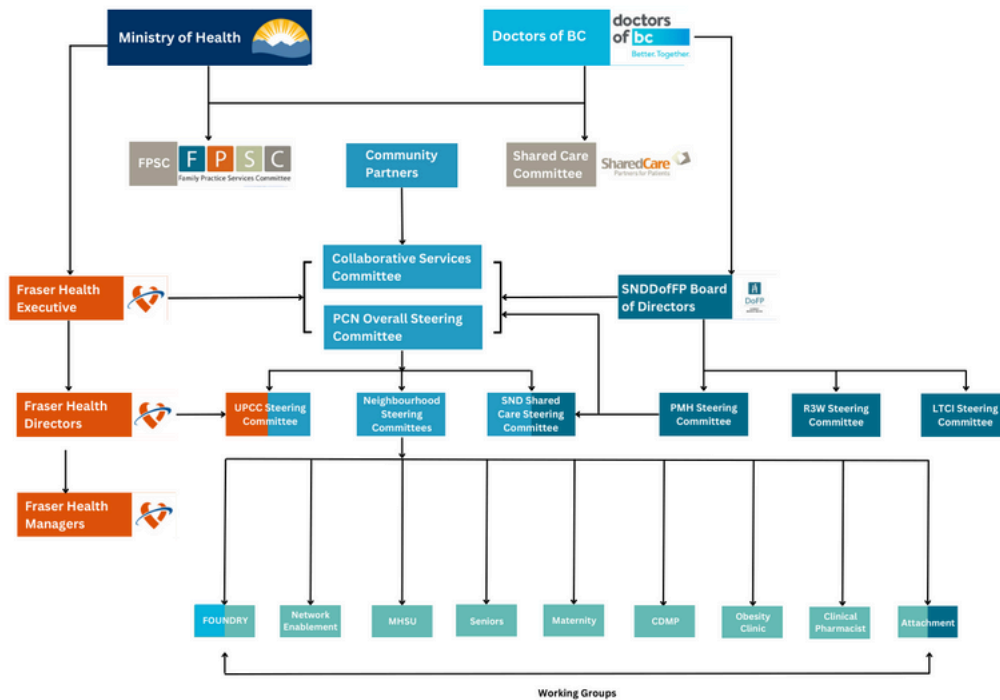 Ministry of Health
Doctors of BC
doctors
of bc
Better.Together.
FPSC
F P S C
Family Practice Services Committee
Community
Partners
Shared Care
Committee
SharedCare
Partners for Patients
Collaborative Services
Committee
Fraser Health
Executive
SNDDofFP Board
of Directors
DoFP
PCN Overall Steering
Committee
Fraser Health
Directors
UPCC Steering
Committee
Neighbourhood
Steering
Committees
SND Shared
Care Steering
Committee
PMH Steering
Committee
R3W Steering
Committee
LTCI Steering
Committee
Fraser Health
Managers
FOUNDRY
Network
Enablement
MHSU
Seniors
Maternity
CDMP
Obesity
Clinic
Clinical
Pharmacist
Attachment
Working Groups